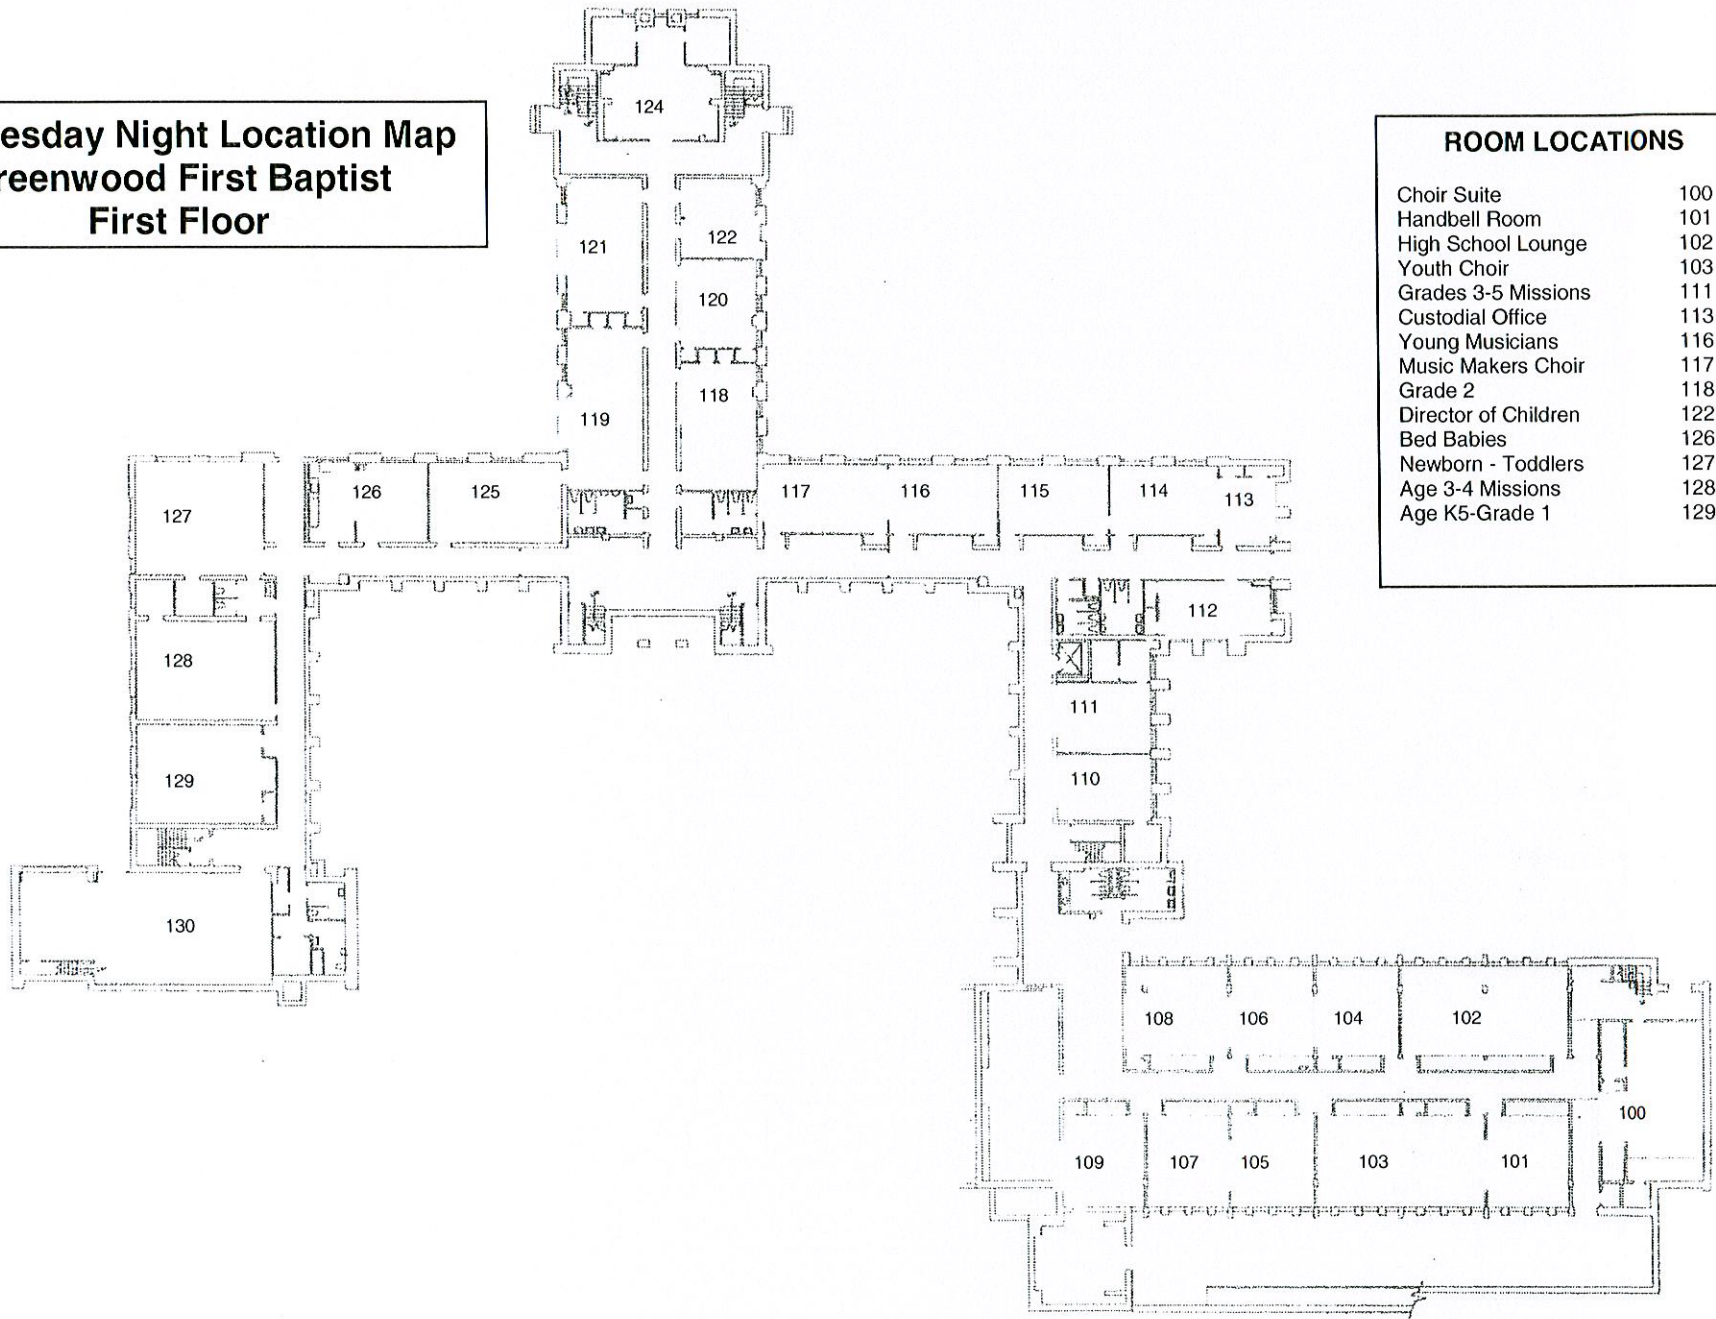 esday Night Location Map
reenwood First Baptist
First Floor
ROOM LOCATIONS
Choir Suite 100
Handbell Room 101
High School Lounge 102
Youth Choir 103
Grades 3-5 Missions 111
Custodial Office 113
Young Musicians 116
Music Makers Choir 117
Grade 2 118
Director of Children 122
Bed Babies 126
Newborn - Toddlers 127
Age 3-4 Missions 128
Age K5-Grade 1 129
124
121
122
120
118
119
127
126
125
117
116
115
114
113
112
128
111
129
110
130
108
106
104
102
100
109
107
105
103
101